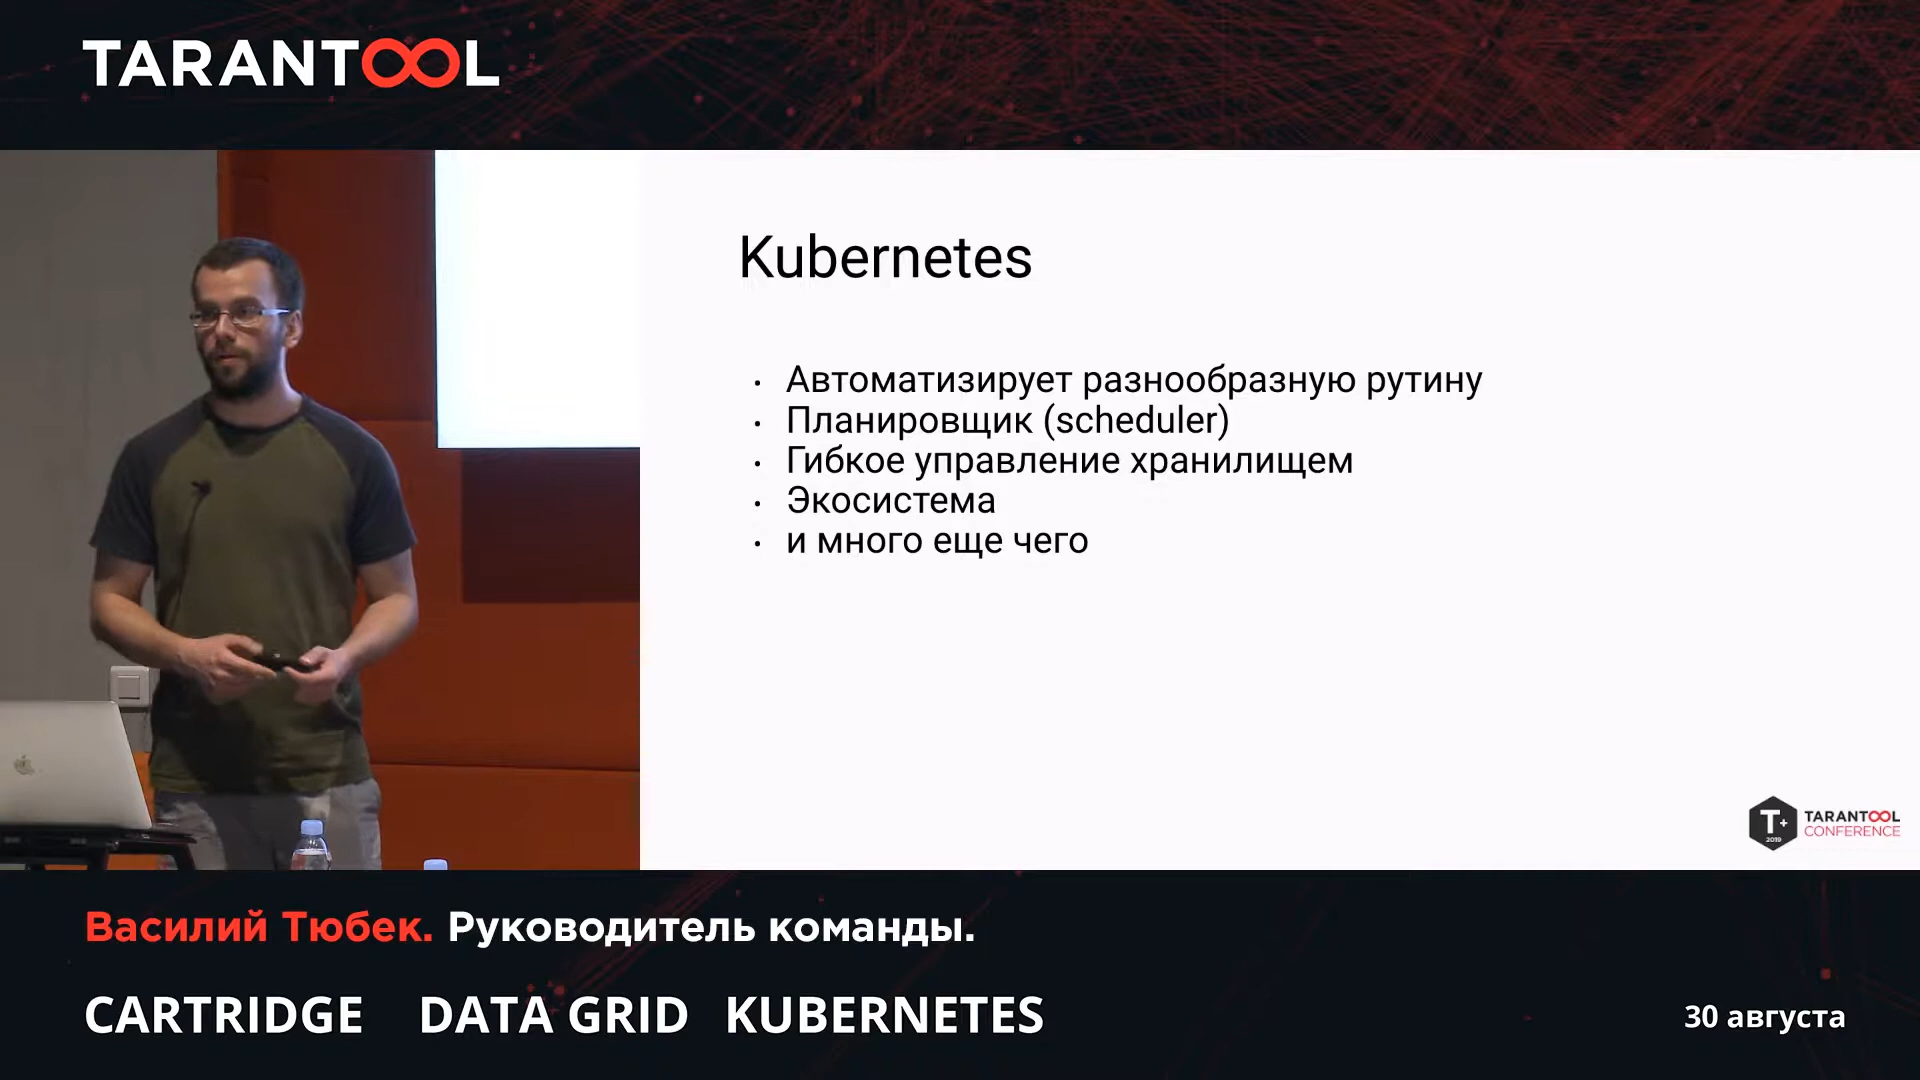 TARANTOOL
Kubernetes
· Автоматизирует разнообразную рутину
· Планировщик (scheduler)
· Гибкое управление хранилищем
· Экосистема
· и много еще чего
T+
2019
TARANTOOL
CONFERENCE
Василий Тюбек. Руководитель команды.
CARTRIDGE DATA GRID KUBERNETES
30 августа